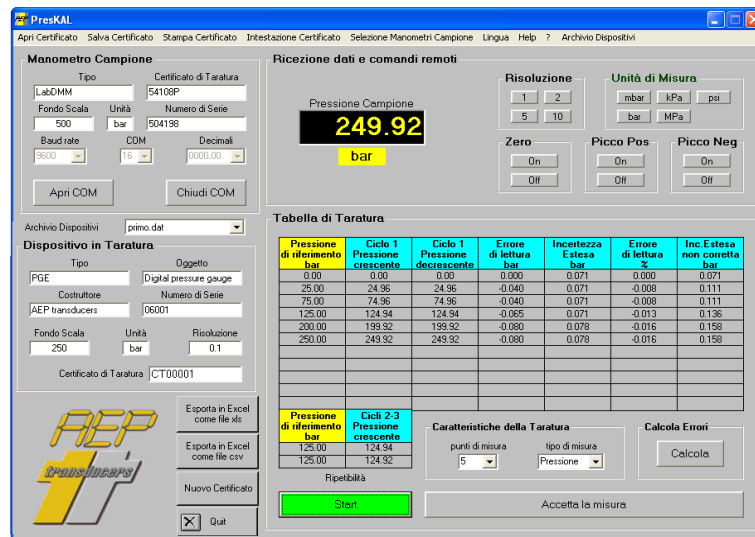 PresKAL
Apri Certificato Salva Certificato Stampa Certificato Intestazione Certificato Selezione Manometri Campione Lingua Help ? Archivio Dispositivi
Manometro Campione
Tipo Certificato di Taratura
LabDMM 54108P
Fondo Scala Unità Numero di Serie
500 bar 504198
Baud rate COM Decimali
9600 16 0000.00
Apri COM Chiudi COM
Archivio Dispositivi primo.dat
Dispositivo in Taratura
Tipo Oggetto
PGE Digital pressure gauge
Costruttore Numero di Serie
AEP transducers 06001
Fondo Scala Unità Risoluzione
250 bar 0.1
Certificato di Taratura CT00001
AEP
transducers
Esporta in Excel
come file xls
Esporta in Excel
come file csv
Nuovo Certificato
Quit
Ricezione dati e comandi remoti
Pressione Campione
249.92
bar
Risoluzione
1 2
5 10
Unità di Misura
mbar kPa psi
bar MPa
Zero
On
Off
Picco Pos
On
Off
Picco Neg
On
Off
Tabella di Taratura
Pressione Ciclo 1 Ciclo 1 Errore Incertezza Errore Inc.Estesa
di riferimento Pressione Pressione di lettura Estesa di lettura non corretta
bar crescente decrescente bar bar % bar
0.00 0.00 0.00 0.000 0.071 0.000 0.071
25.00 24.96 24.96 -0.040 0.071 -0.008 0.111
75.00 74.96 74.96 -0.040 0.071 -0.008 0.111
125.00 124.94 124.94 -0.065 0.071 -0.013 0.136
200.00 199.92 199.92 -0.080 0.078 -0.016 0.158
250.00 249.92 249.92 -0.080 0.078 -0.016 0.158
Pressione Cicli 2-3
di riferimento Pressione
bar crescente
125.00 124.94
125.00 124.92
Ripetibilità
Caratteristiche della Taratura
punti di misura tipo di misura
5 Pressione
Calcola Errori
Calcola
Start Accetta la misura